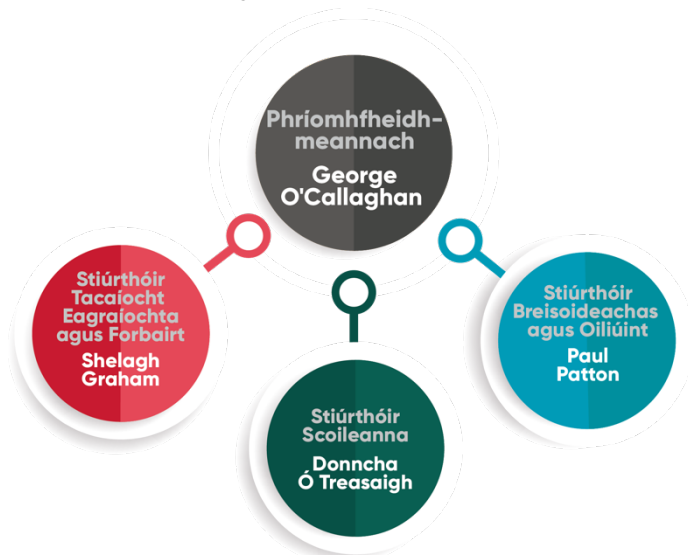 Phríomhfheidh-
meannach
George
O'Callaghan
Stiúrthóir
Tacaíocht
Eagraíochta
agus Forbairt
Shelagh
Graham
Stiúrthóir
Scoileanna
Donncha
Ó Treasaigh
Stiúrthóir
Breisoideachas
agus Oiliúint
Paul
Patton